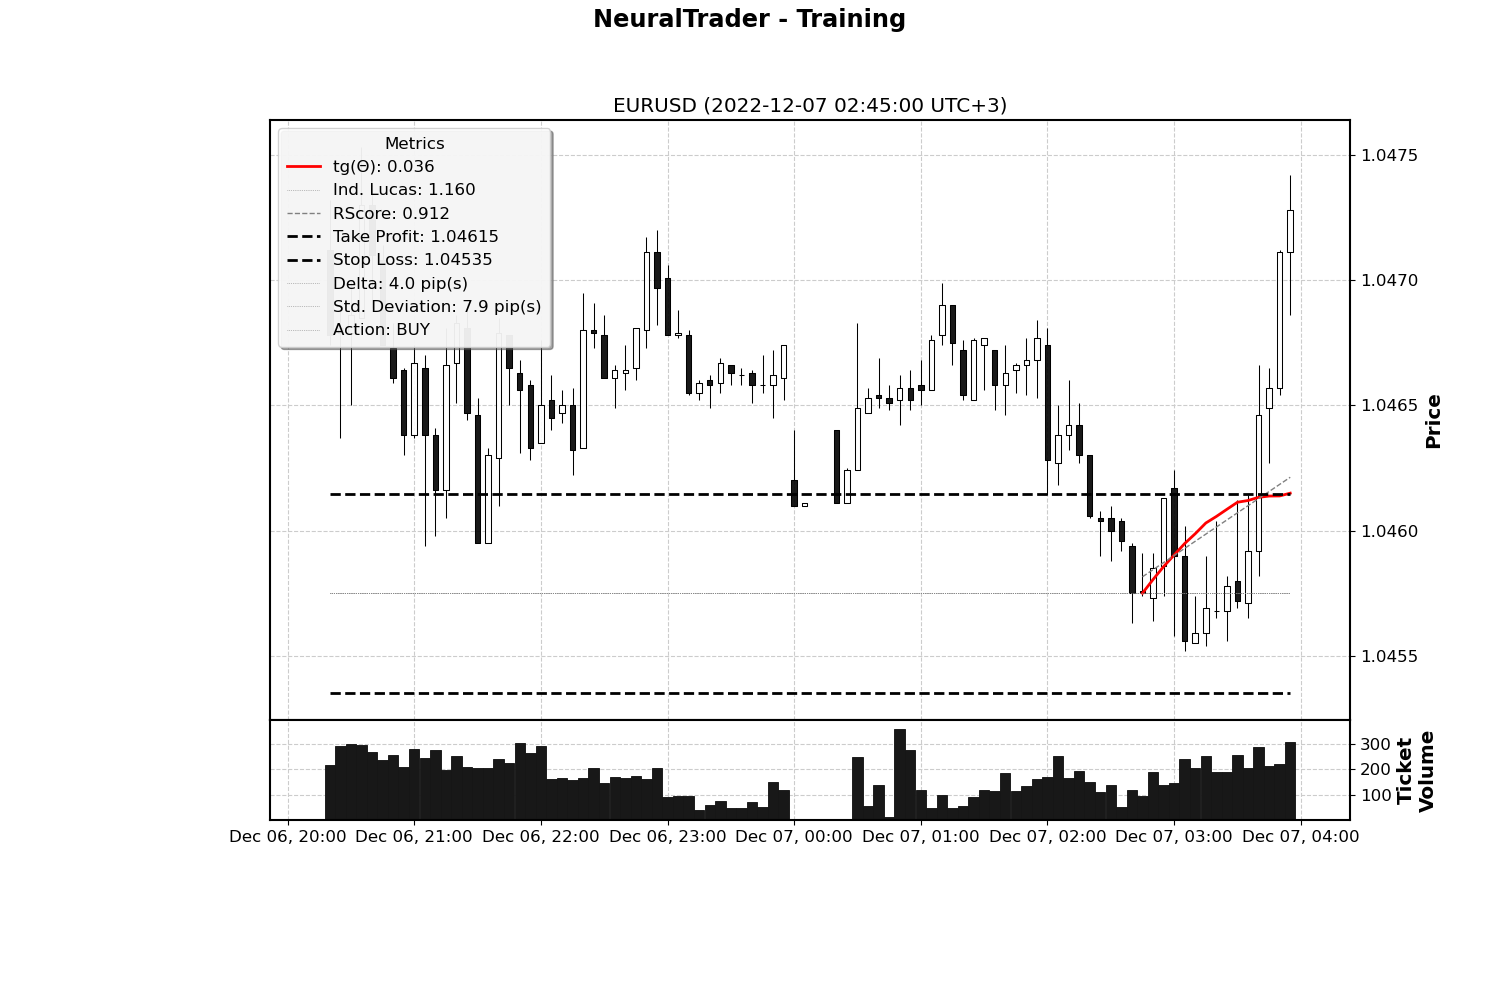 NeuralTrader - Training
EURUSD (2022-12-07 02:45:00 UTC+3)
Metrics
tg(Θ): 0.036
Ind. Lucas: 1.160
RScore: 0.912
Take Profit: 1.04615
Stop Loss: 1.04535
Delta: 4.0 pip(s)
Std. Deviation: 7.9 pip(s)
Action: BUY
1.0475
1.0470
1.0465
1.0460
1.0455
Price
300
200
100
Ticket
Volume
Dec 06, 20:00 Dec 06, 21:00 Dec 06, 22:00 Dec 06, 23:00 Dec 07, 00:00 Dec 07, 01:00 Dec 07, 02:00 Dec 07, 03:00 Dec 07, 04:00